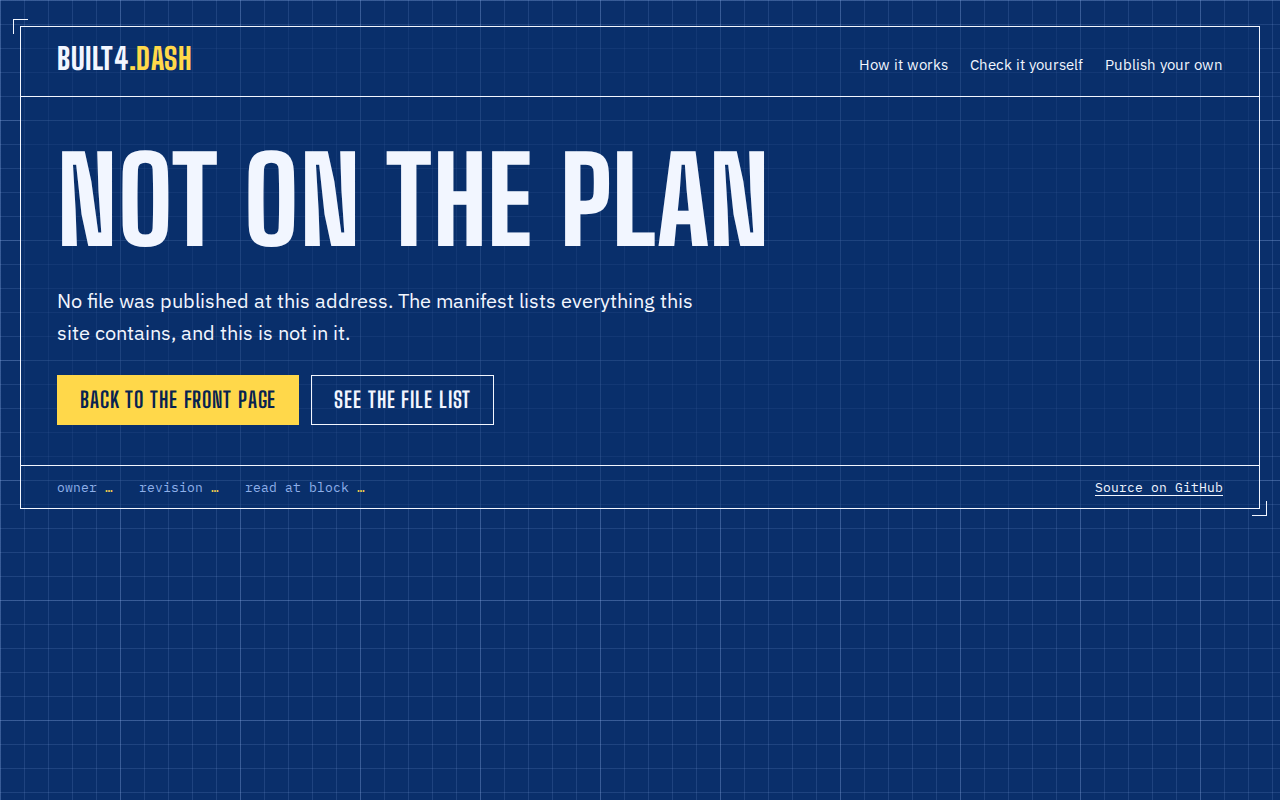 BUILT4.DASH
How it works Check it yourself Publish your own
NOT ON THE PLAN
No file was published at this address. The manifest lists everything this
site contains, and this is not in it.
BACK TO THE FRONT PAGE SEE THE FILE LIST
owner … revision … read at block … Source on GitHub